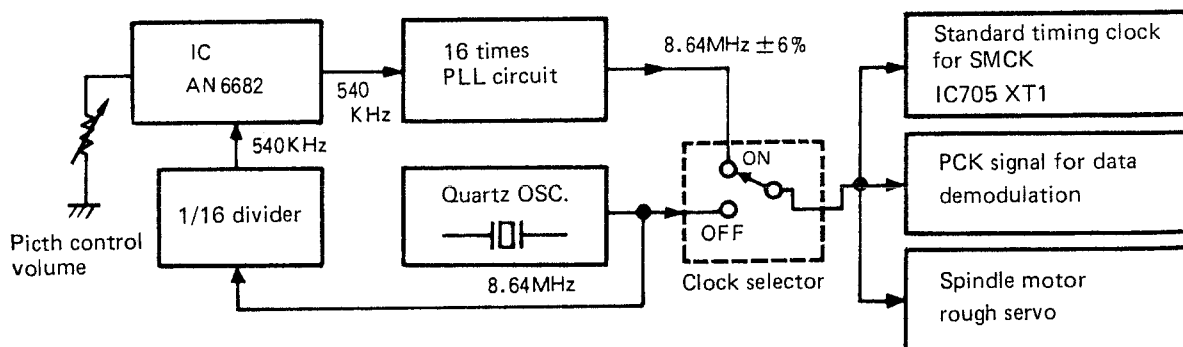 IC
AN6682
540
KHz
16 times
PLL circuit
8.64MHz ±6%
Standard timing clock
for SMCK
IC705 XT1
540KHz
1/16 divider
Picth control
volume
Quartz OSC.
8.64MHz
ON
OFF
Clock selector
PCK signal for data
demodulation
Spindle motor
rough servo